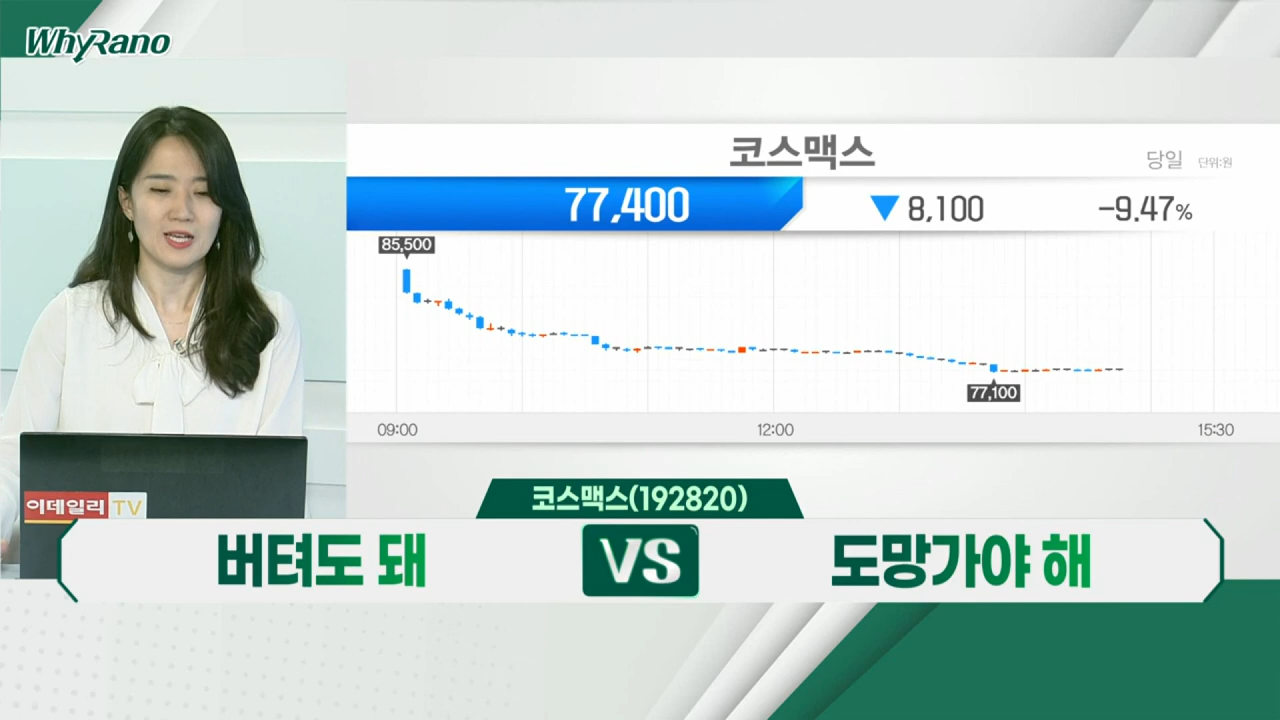 WhyRano
코스맥스
당일 단위:원
77,400 ▼ 8,100 -9.47%
85,500
77,100
09:00 12:00 15:30
이데일리 TV
코스맥스(192820)
버텨도 돼 VS 도망가야 해